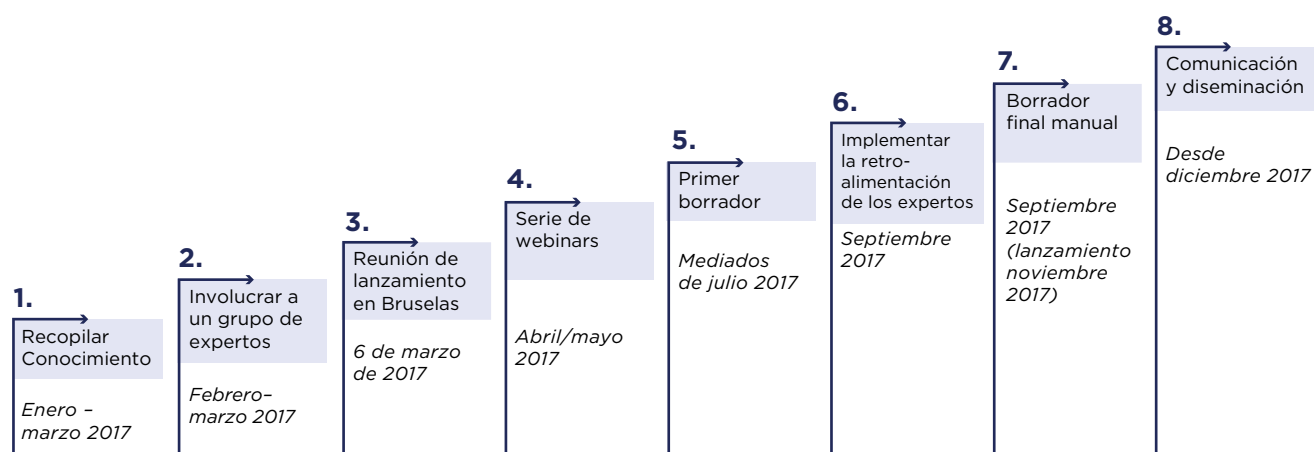 1.
Recopilar
Conocimiento
Enero –
marzo 2017
2.
Involucrar a
un grupo de
expertos
Febrero–
marzo 2017
3.
Reunión de
lanzamiento
en Bruselas
6 de marzo
de 2017
4.
Serie de
webinars
Abril/mayo
2017
5.
Primer
borrador
Mediados
de julio 2017
6.
Implementar
la retro-
alimentación
de los expertos
Septiembre
2017
7.
Borrador
final manual
Septiembre
2017
(lanzamiento
noviembre
2017)
8.
Comunicación
y diseminación
Desde
diciembre 2017